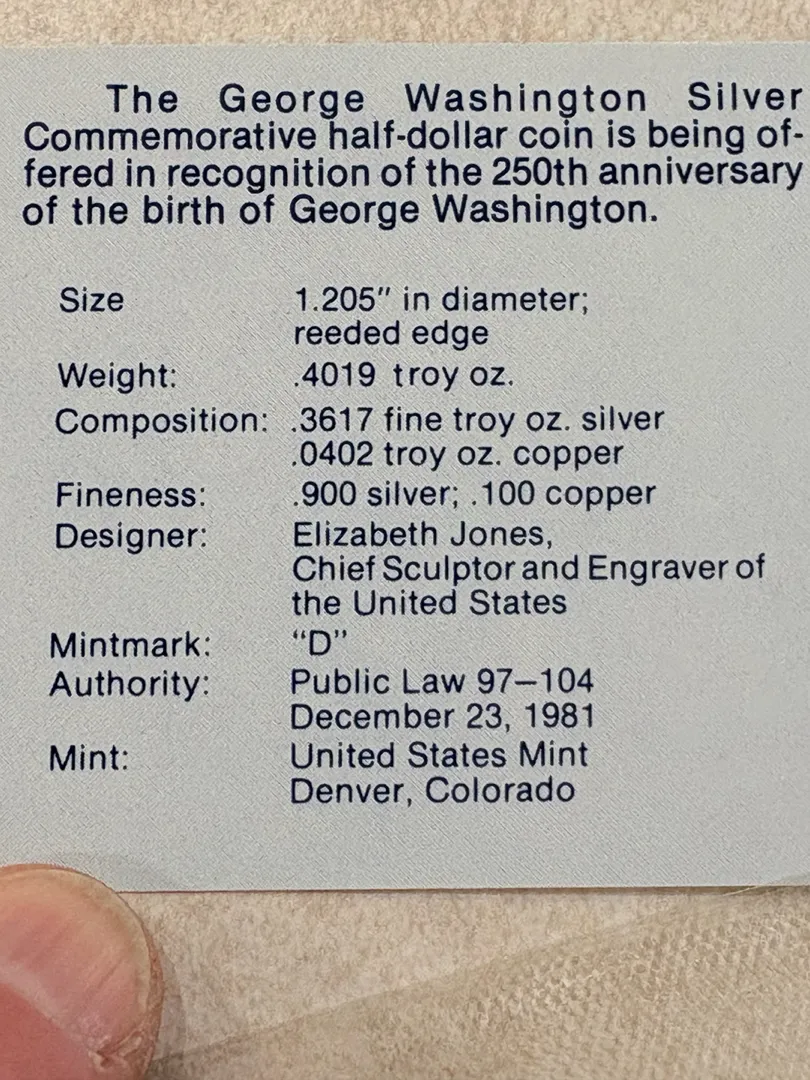 The George Washington Silver
Commemorative half-dollar coin is being of-
fered in recognition of the 250th anniversary
of the birth of George Washington.
Size 1.205″ in diameter;
reeded edge
Weight: .4019 troy oz.
Composition: .3617 fine troy oz. silver
.0402 troy oz. copper
Fineness: .900 silver; .100 copper
Designer: Elizabeth Jones,
Chief Sculptor and Engraver of
the United States
Mintmark: “D”
Authority: Public Law 97–104
December 23, 1981
Mint: United States Mint
Denver, Colorado